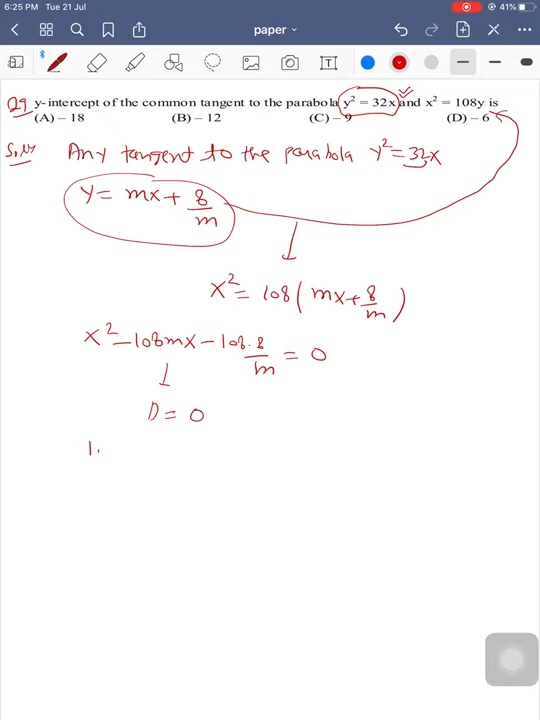 6:25 PM Tue 21 Jul
41%
paper
Q9 y-intercept of the common tangent to the parabola y² = 32x and x² = 108y is
(A) – 18 (B) – 12 (C) – 9 (D) – 6
Soln Any tangent to the parabola y² = 32x
y = mx + 8/m
x² = 108 ( mx + 8/m )
x² – 108mx – 108.8/m = 0
D = 0
1.